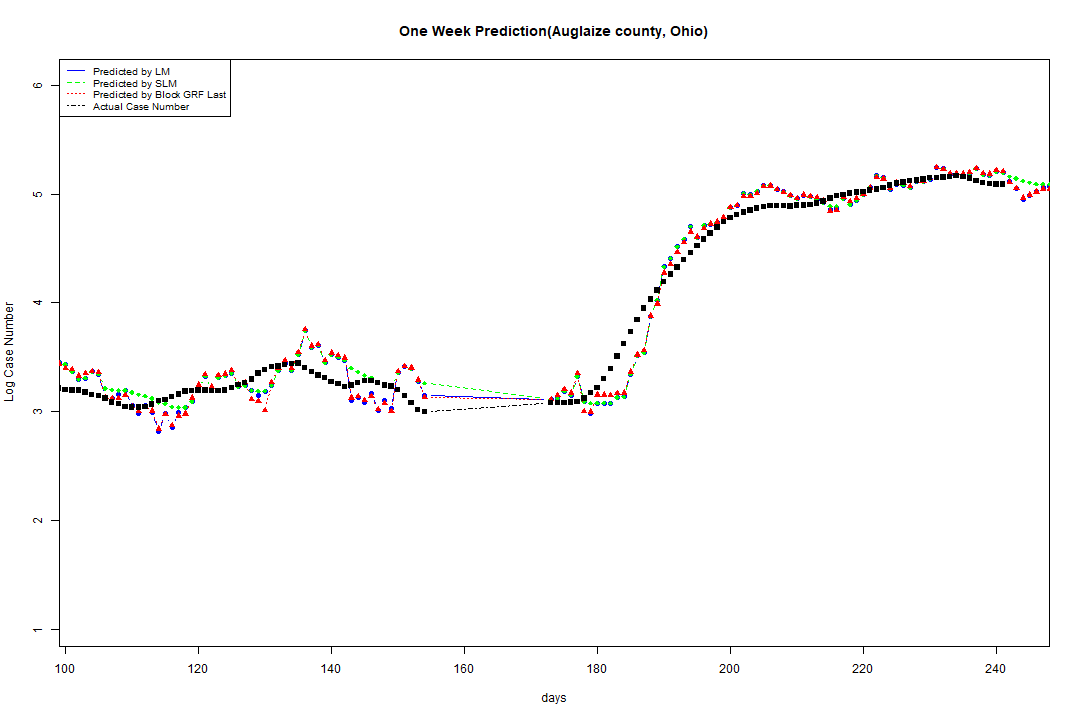 One Week Prediction(Auglaize county, Ohio)
Predicted by LM
Predicted by SLM
Predicted by Block GRF Last
Actual Case Number
Log Case Number
6
5
4
3
2
1
100 120 140 160 180 200 220 240
days